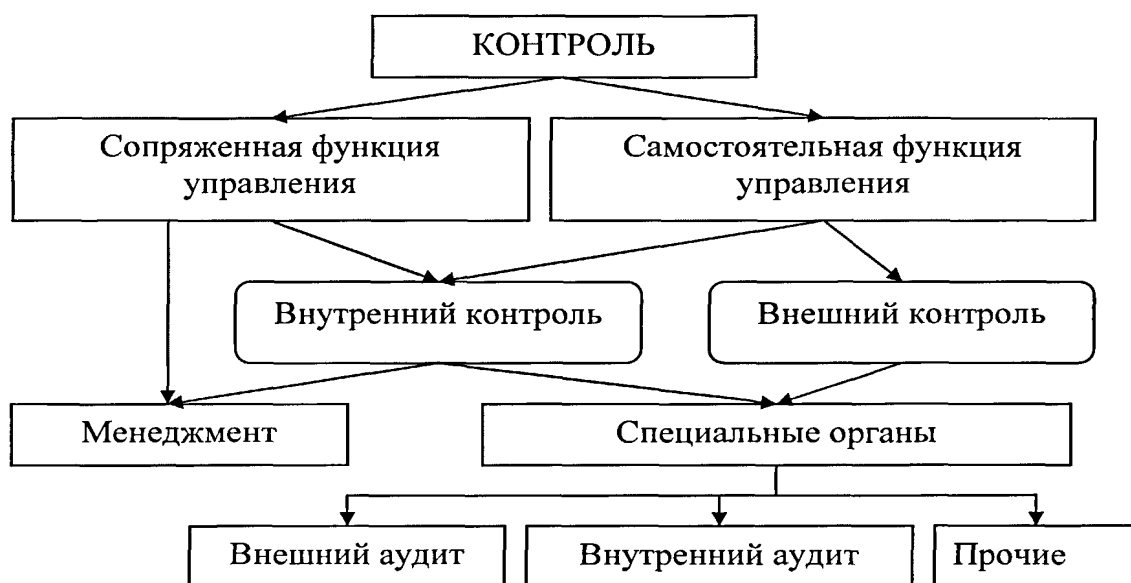 КОНТРОЛЬ
Сопряженная функция
управления
Самостоятельная функция
управления
Внутренний контроль
Внешний контроль
Менеджмент
Специальные органы
Внешний аудит
Внутренний аудит
Прочие